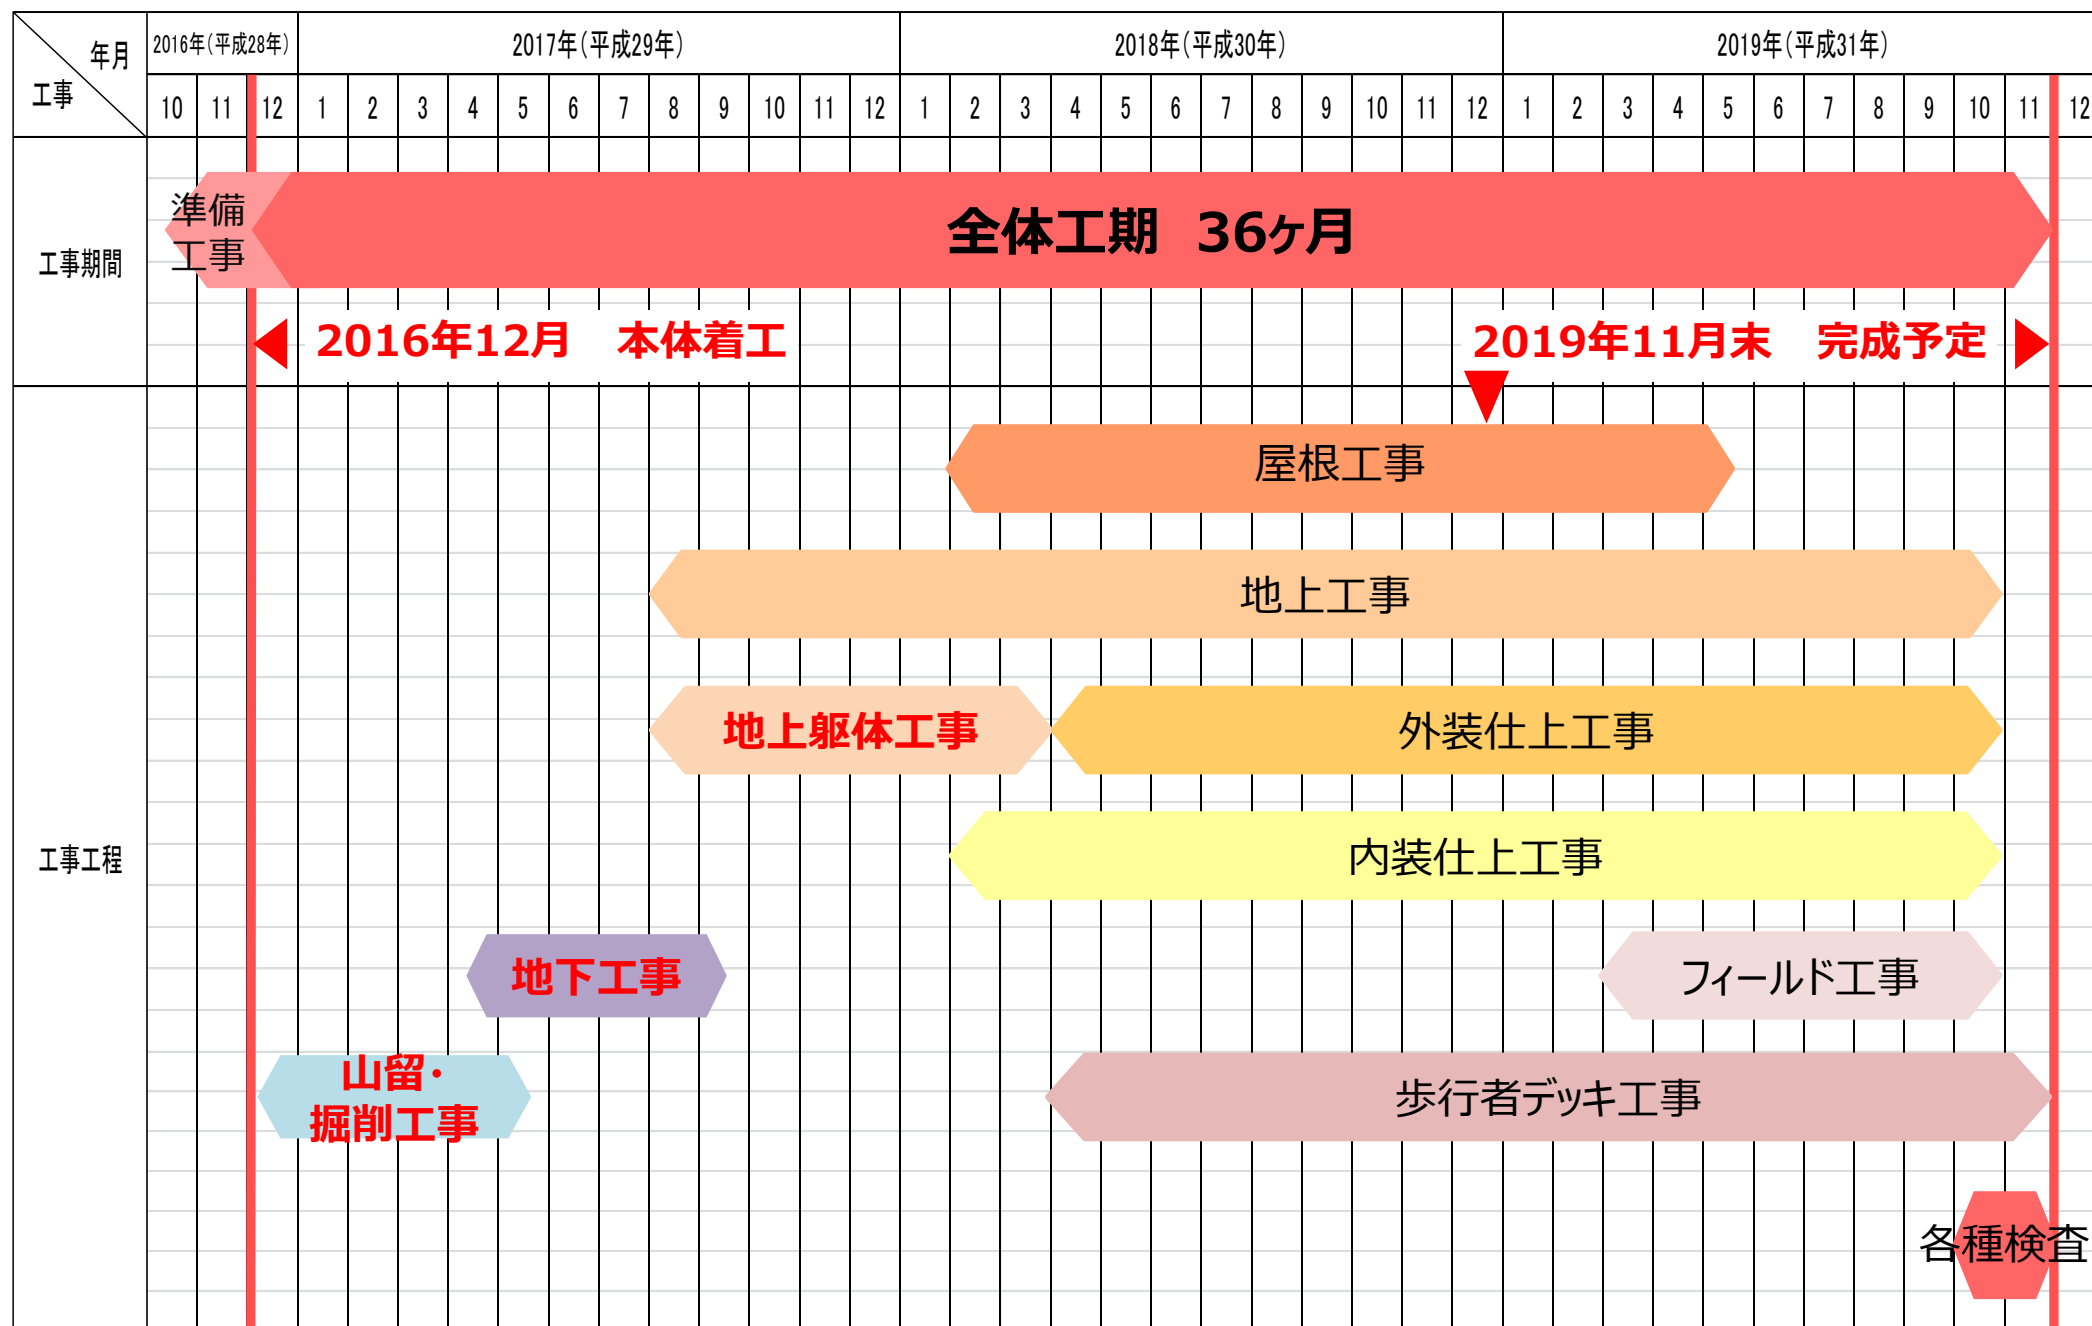 年月
工事
2016年(平成28年)
2017年(平成29年)
2018年(平成30年)
2019年(平成31年)
10 11 12 1 2 3 4 5 6 7 8 9 10 11 12 1 2 3 4 5 6 7 8 9 10 11 12 1 2 3 4 5 6 7 8 9 10 11 12
工事期間
準備
工事
全体工期 36ヶ月
2016年12月 本体着工
2019年11月末 完成予定
工事工程
屋根工事
地上工事
地上躯体工事
外装仕上工事
内装仕上工事
地下工事
フィールド工事
山留・
掘削工事
歩行者デッキ工事
各種検査